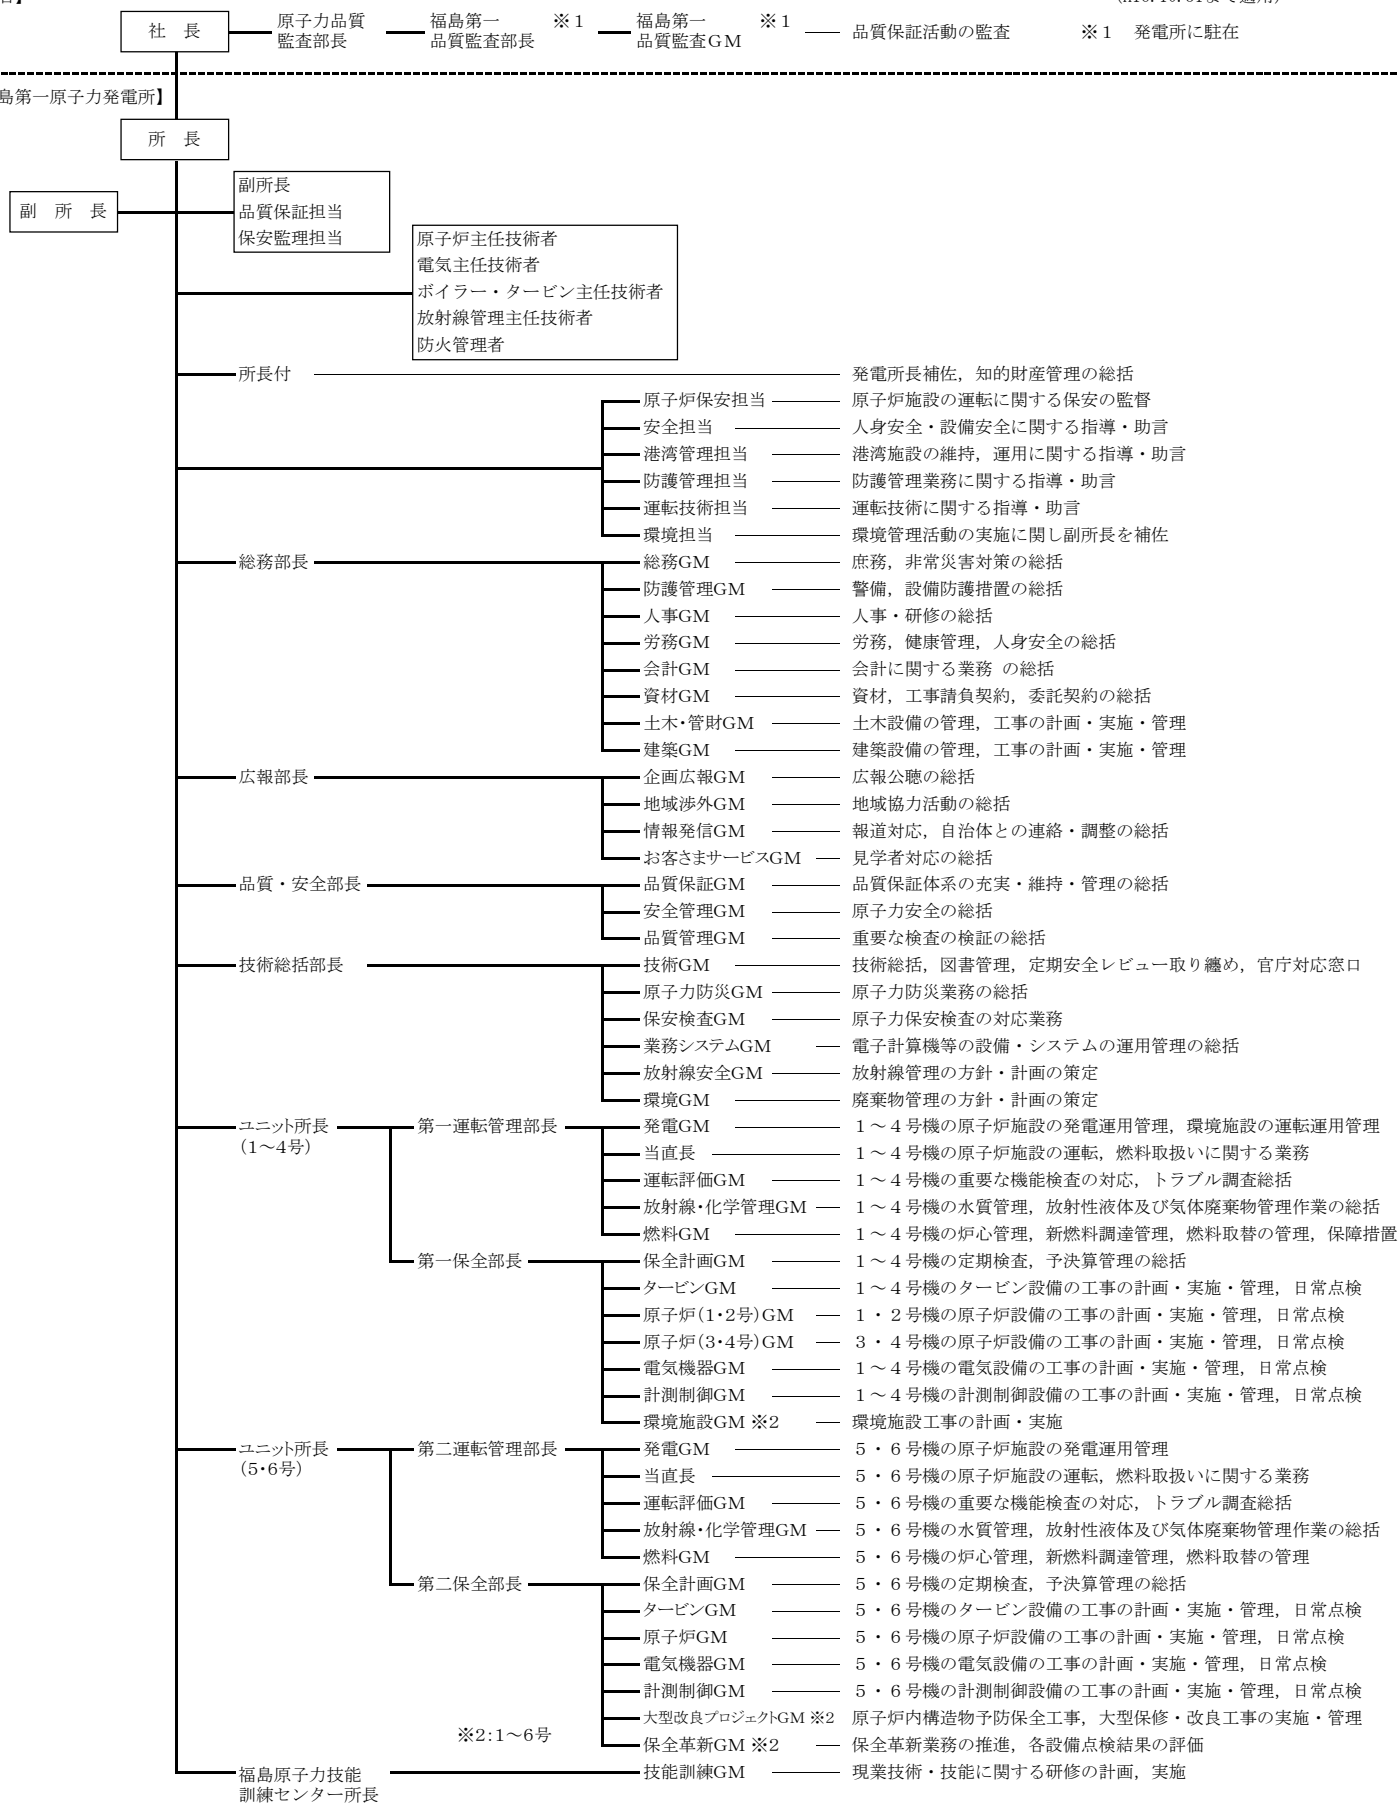 社　長
原子力品質
監査部長
福島第一　※１
品質監査部長
福島第一　※１
品質監査ＧＭ
品質保証活動の監査
※１　発電所に駐在
島第一原子力発電所】
所　長
副　所　長
副所長
品質保証担当
保安監理担当
原子炉主任技術者
電気主任技術者
ボイラー・タービン主任技術者
放射線管理主任技術者
防火管理者
所長付　発電所長補佐，知的財産管理の総括
原子炉保安担当　原子炉施設の運転に関する保安の監督
安全担当　人身安全・設備安全に関する指導・助言
港湾管理担当　港湾施設の維持，運用に関する指導・助言
防護管理担当　防護管理業務に関する指導・助言
運転技術担当　運転技術に関する指導・助言
環境担当　環境管理活動の実施に関し副所長を補佐
総務部長　総務GM　庶務，非常災害対策の総括
防護管理GM　警備，設備防護措置の総括
人事GM　人事・研修の総括
労務GM　労務，健康管理，人身安全の総括
会計GM　会計に関する業務 の総括
資材GM　資材，工事請負契約，委託契約の総括
土木・管財GM　土木設備の管理，工事の計画・実施・管理
建築GM　建築設備の管理，工事の計画・実施・管理
広報部長　企画広報GM　広報公聴の総括
地域渉外GM　地域協力活動の総括
情報発信GM　報道対応，自治体との連絡・調整の総括
お客さまサービスGM　見学者対応の総括
品質・安全部長　品質保証GM　品質保証体系の充実・維持・管理の総括
安全管理GM　原子力安全の総括
品質管理GM　重要な検査の検証の総括
技術総括部長　技術GM　技術総括，図書管理，定期安全レビュー取り纏め，官庁対応窓口
原子力防災GM　原子力防災業務の総括
保安検査GM　原子力保安検査の対応業務
業務システムGM　電子計算機等の設備・システムの運用管理の総括
放射線安全GM　放射線管理の方針・計画の策定
環境GM　廃棄物管理の方針・計画の策定
ユニット所長　第一運転管理部長　発電GM　１～４号機の原子炉施設の発電運用管理，環境施設の運転運用管理
（1～4号）
当直長　１～４号機の原子炉施設の運転，燃料取扱いに関する業務
運転評価GM　１～４号機の重要な機能検査の対応，トラブル調査総括
放射線・化学管理GM　１～４号機の水質管理，放射性液体及び気体廃棄物管理作業の総括
燃料GM　１～４号機の炉心管理，新燃料調達管理，燃料取替の管理，保障措置
第一保全部長　保全計画GM　１～４号機の定期検査，予決算管理の総括
タービンGM　１～４号機のタービン設備の工事の計画・実施・管理，日常点検
原子炉（1・2号）GM　１・２号機の原子炉設備の工事の計画・実施・管理，日常点検
原子炉（3・4号）GM　３・４号機の原子炉設備の工事の計画・実施・管理，日常点検
電気機器GM　１～４号機の電気設備の工事の計画・実施・管理，日常点検
計測制御GM　１～４号機の計測制御設備の工事の計画・実施・管理，日常点検
環境施設GM ※2　環境施設工事の計画・実施
ユニット所長　第二運転管理部長　発電GM　５・６号機の原子炉施設の発電運用管理
（5・6号）
当直長　５・６号機の原子炉施設の運転，燃料取扱いに関する業務
運転評価GM　５・６号機の重要な機能検査の対応，トラブル調査総括
放射線・化学管理GM　５・６号機の水質管理，放射性液体及び気体廃棄物管理作業の総括
燃料GM　５・６号機の炉心管理，新燃料調達管理，燃料取替の管理
第二保全部長　保全計画GM　５・６号機の定期検査，予決算管理の総括
タービンGM　５・６号機のタービン設備の工事の計画・実施・管理，日常点検
原子炉GM　５・６号機の原子炉設備の工事の計画・実施・管理，日常点検
電気機器GM　５・６号機の電気設備の工事の計画・実施・管理，日常点検
計測制御GM　５・６号機の計測制御設備の工事の計画・実施・管理，日常点検
大型改良プロジェクトGM ※2　原子炉内構造物予防保全工事，大型保修・改良工事の実施・管理
※2：1～6号
保全革新GM ※2　保全革新業務の推進，各設備点検結果の評価
福島原子力技能　技能訓練GM　現業技術・技能に関する研修の計画，実施
訓練センター所長